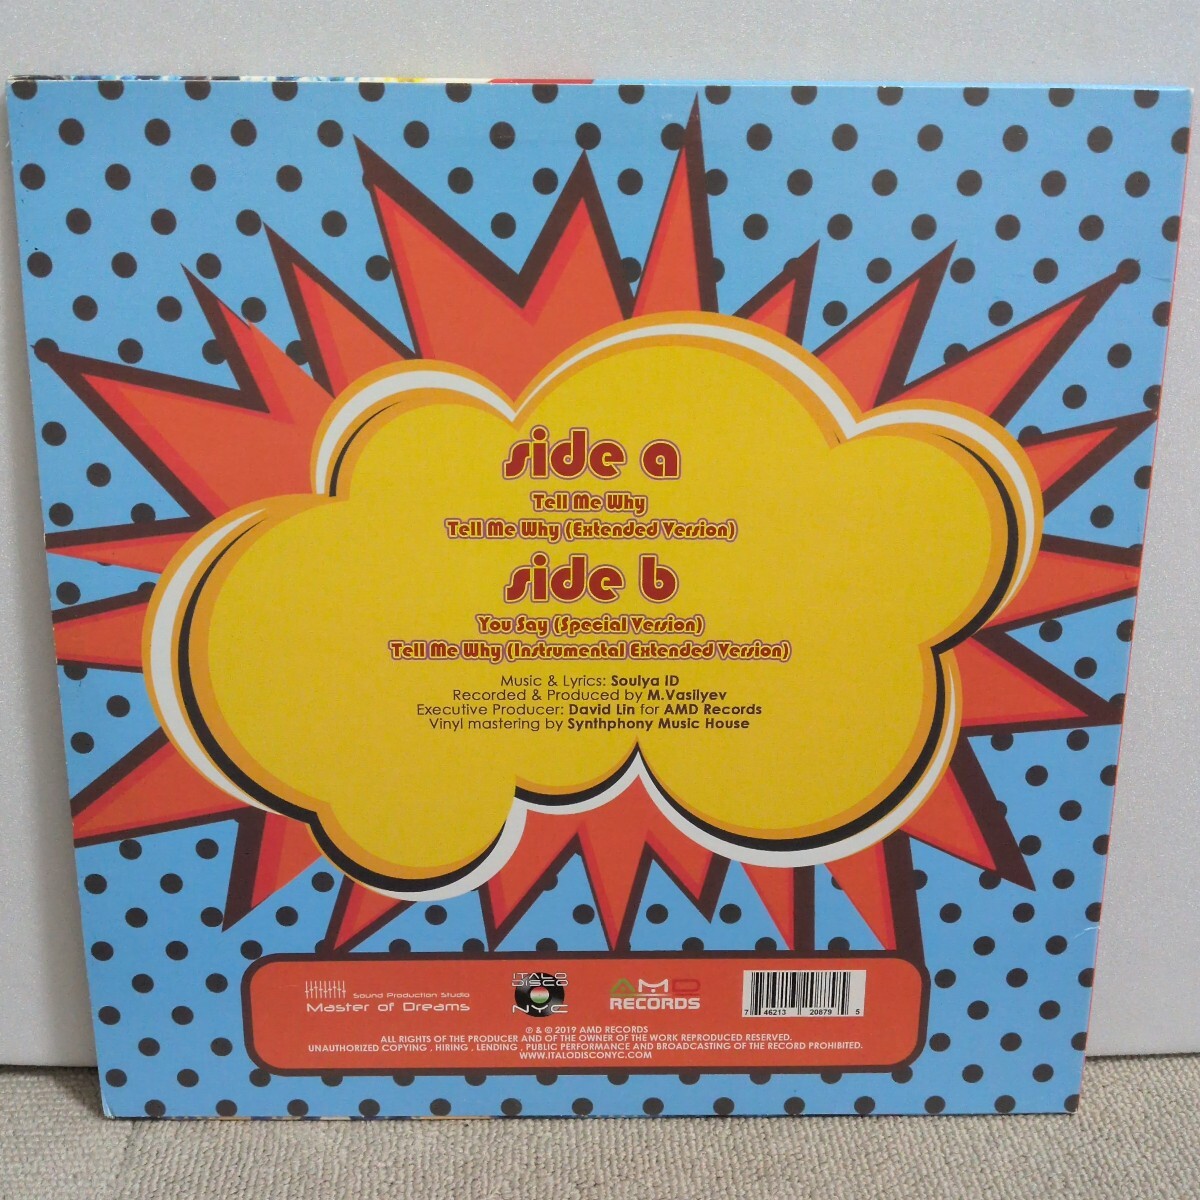 side a
Tell Me Why
Tell Me Why (Extended Version)
side b
You Say (Special Version)
Tell Me Why (Instrumental Extended Version)
Music & Lyrics: Soulya ID
Recorded & Produced by M.Vasilyev
Executive Producer: David Lin for AMD Records
Vinyl mastering by Synthphony Music House
Sound Production Studio
Master of Dreams
ITALO
DISCO
NYC
AMD
RECORDS
7 46213 20879 5
℗ & © 2019 AMD RECORDS
ALL RIGHTS OF THE PRODUCER AND OF THE OWNER OF THE WORK REPRODUCED RESERVED.
UNAUTHORIZED COPYING , HIRING , LENDING , PUBLIC PERFORMANCE AND BROADCASTING OF THE RECORD PROHIBITED.
WWW.ITALODISCONYC.COM